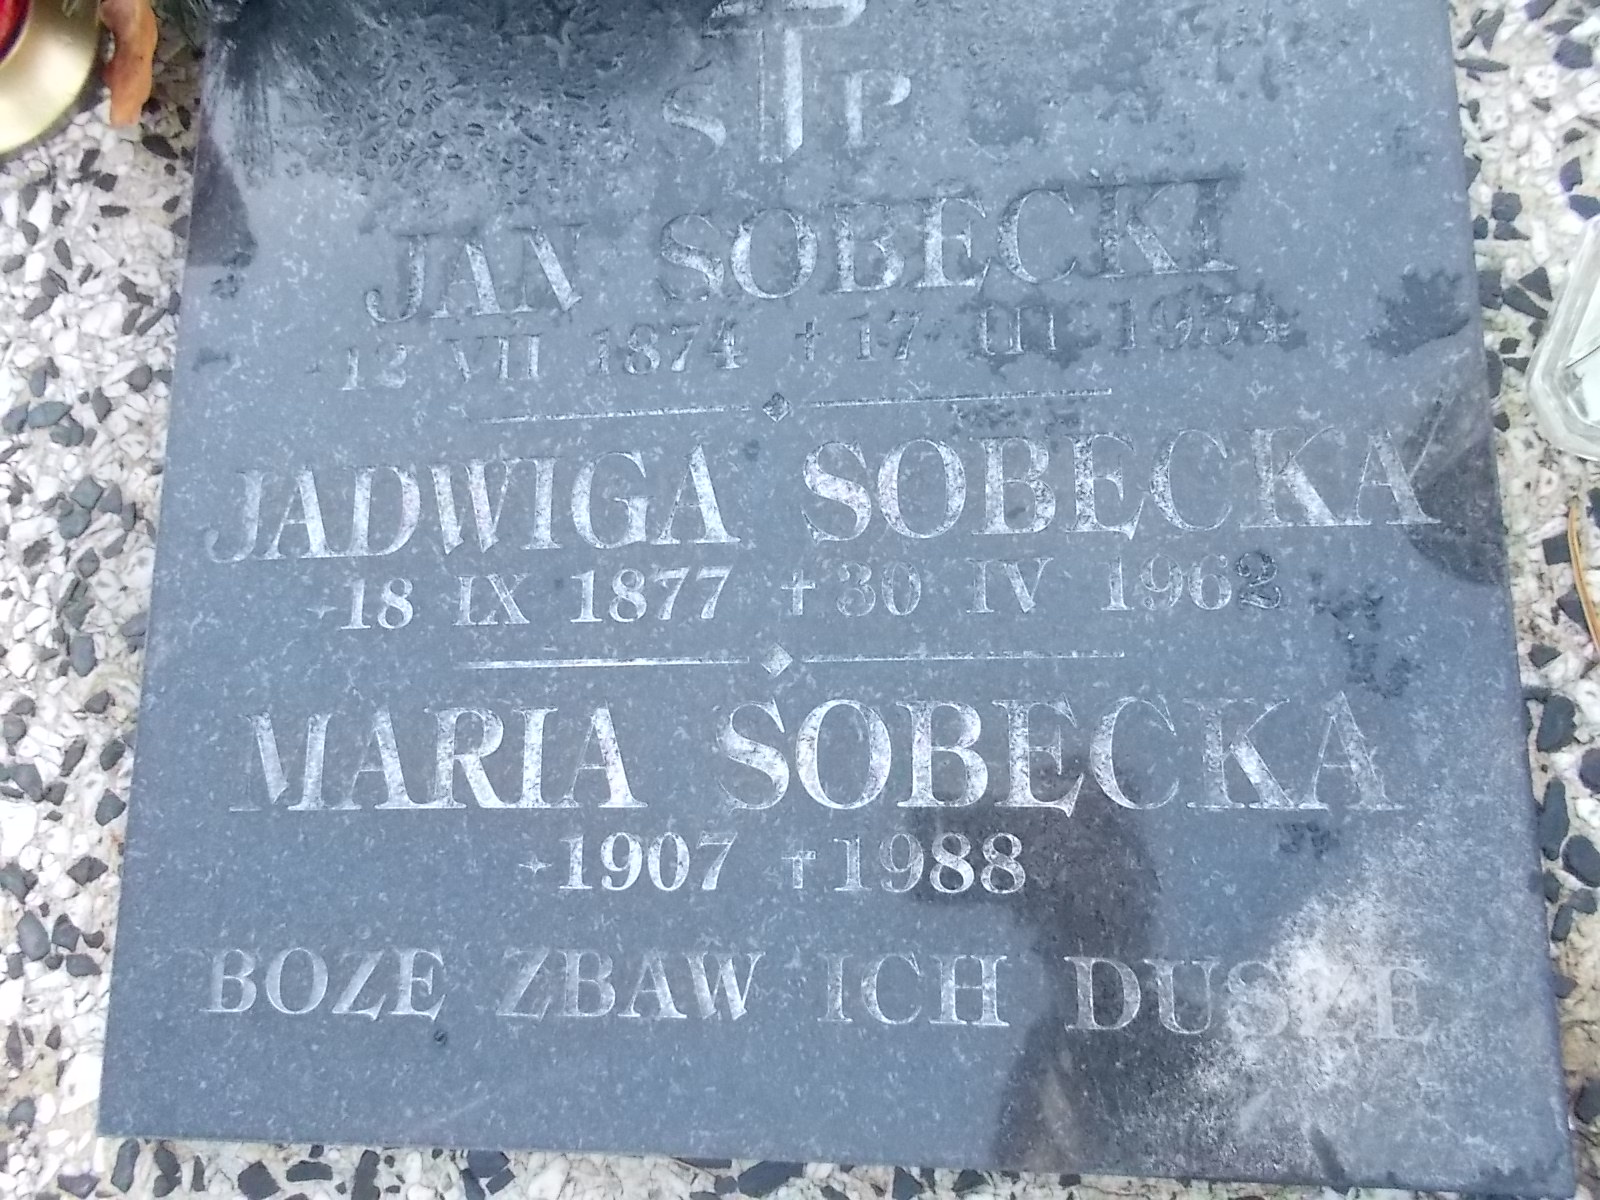 S P
JAN SOBECKI
12 VII 1874 † 17 III 1954
JADWIGA SOBECKA
18 IX 1877 † 30 IV 1962
MARIA SOBECKA
1907 † 1988
BOŻE ZBAW ICH DUSZE